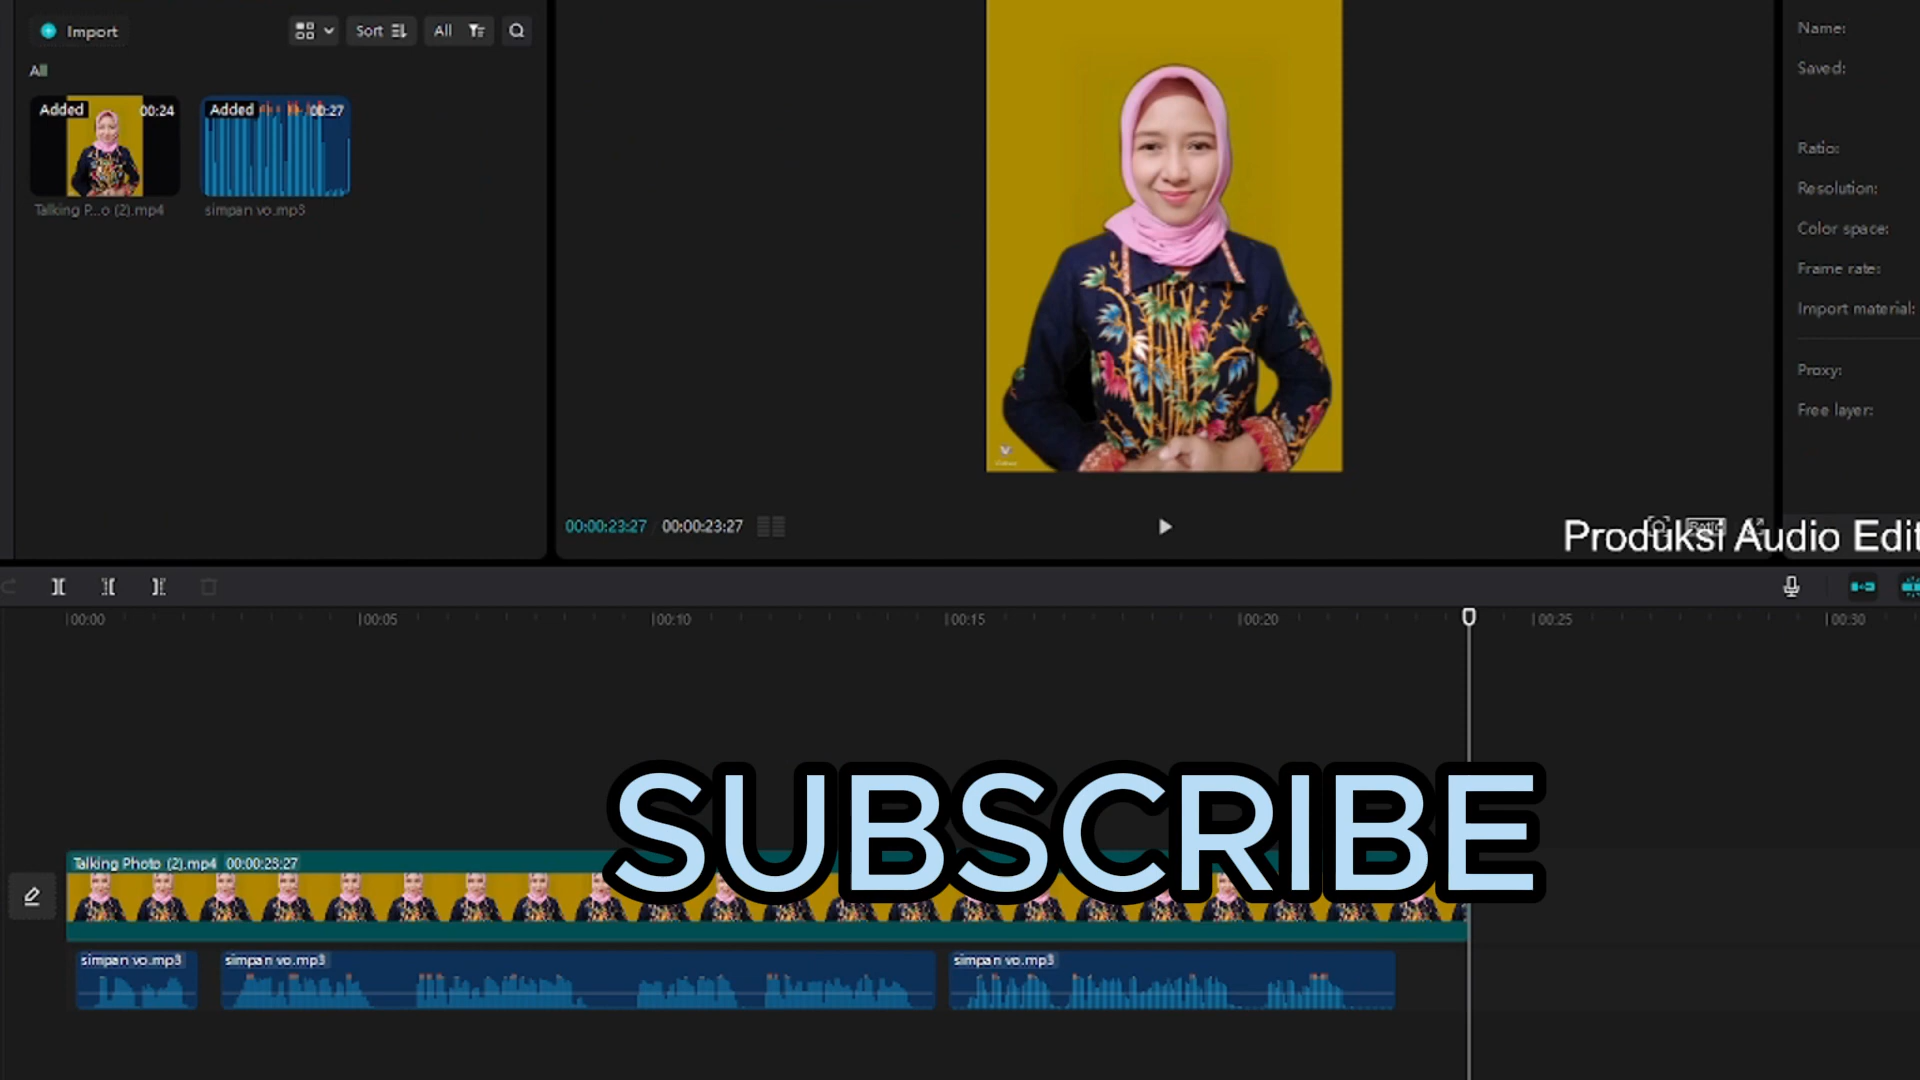 Import
Sort
All
All
Added
00:24
Added
00:27
Talking P...o (2).mp4
simpan vo.mp3
Name:
Saved:
Ratio:
Resolution:
Color space:
Frame rate:
Import material:
Proxy:
Free layer:
00:00:23:27
00:00:23:27
Ratio
Produksi Audio Edit
00:00
00:05
00:10
00:15
00:20
00:25
00:30
SUBSCRIBE
Talking Photo (2).mp4 00:00:23:27
simpan vo.mp3
simpan vo.mp3
simpan vo.mp3